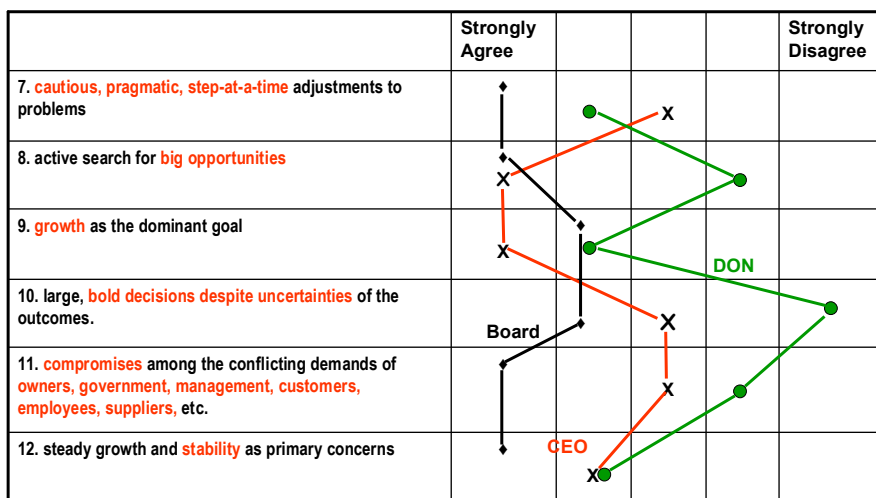 Strongly
Agree
Strongly
Disagree
7. cautious, pragmatic, step-at-a-time adjustments to
problems
8. active search for big opportunities
9. growth as the dominant goal
DON
10. large, bold decisions despite uncertainties of the
outcomes.
Board
11. compromises among the conflicting demands of
owners, government, management, customers,
employees, suppliers, etc.
12. steady growth and stability as primary concerns
CEO